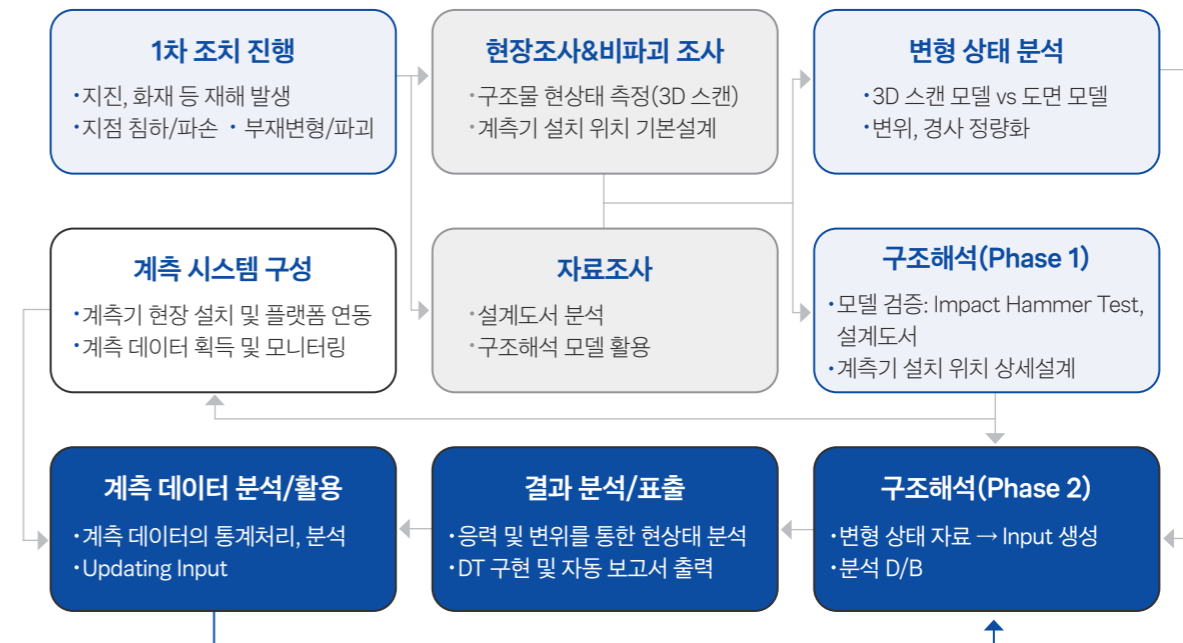 1차 조치 진행
·지진, 화재 등 재해 발생
·지점 침하/파손 ·부재변형/파괴
현장조사&비파괴 조사
·구조물 현상태 측정(3D 스캔)
·계측기 설치 위치 기본설계
변형 상태 분석
·3D 스캔 모델 vs 도면 모델
·변위, 경사 정량화
계측 시스템 구성
·계측기 현장 설치 및 플랫폼 연동
·계측 데이터 획득 및 모니터링
자료조사
·설계도서 분석
·구조해석 모델 활용
구조해석(Phase 1)
·모델 검증: Impact Hammer Test,
설계도서
·계측기 설치 위치 상세설계
계측 데이터 분석/활용
·계측 데이터의 통계처리, 분석
·Updating Input
결과 분석/표출
·응력 및 변위를 통한 현상태 분석
·DT 구현 및 자동 보고서 출력
구조해석(Phase 2)
·변형 상태 자료 → Input 생성
·분석 D/B